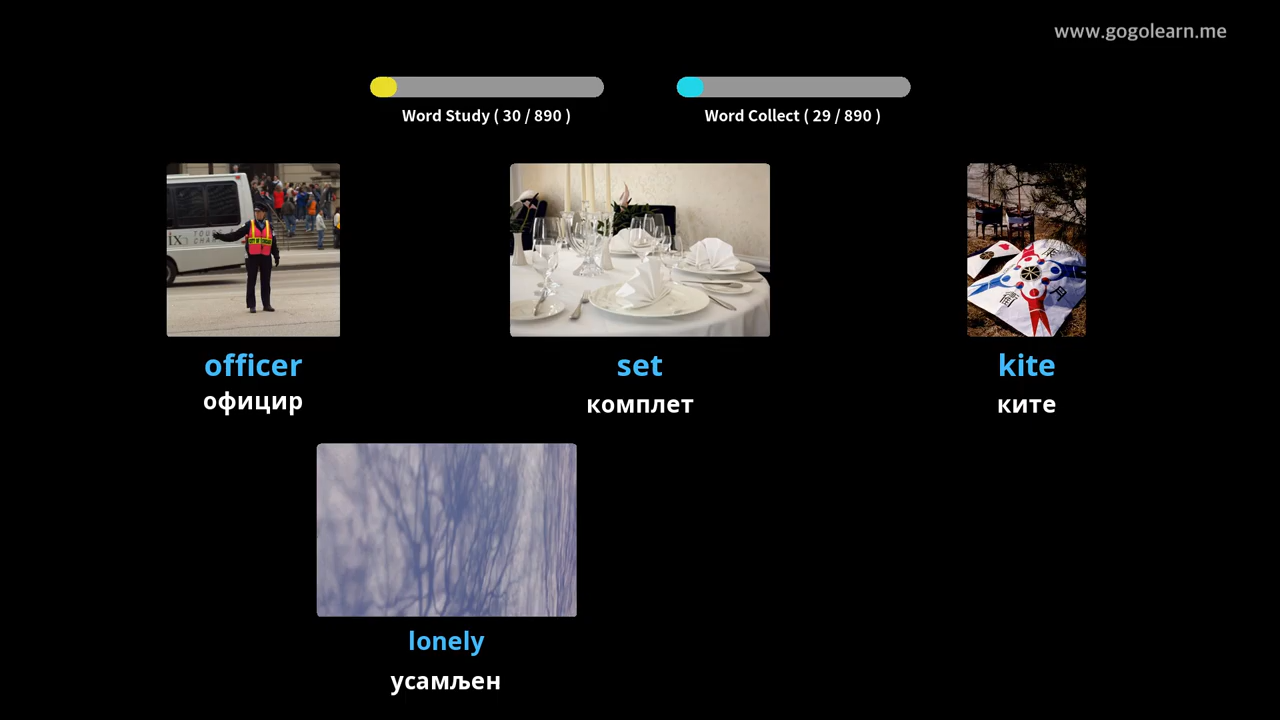 www.gogolearn.me
Word Study ( 30 / 890 )
Word Collect ( 29 / 890 )
officer
set
kite
официр
комплет
ките
lonely
усамљен